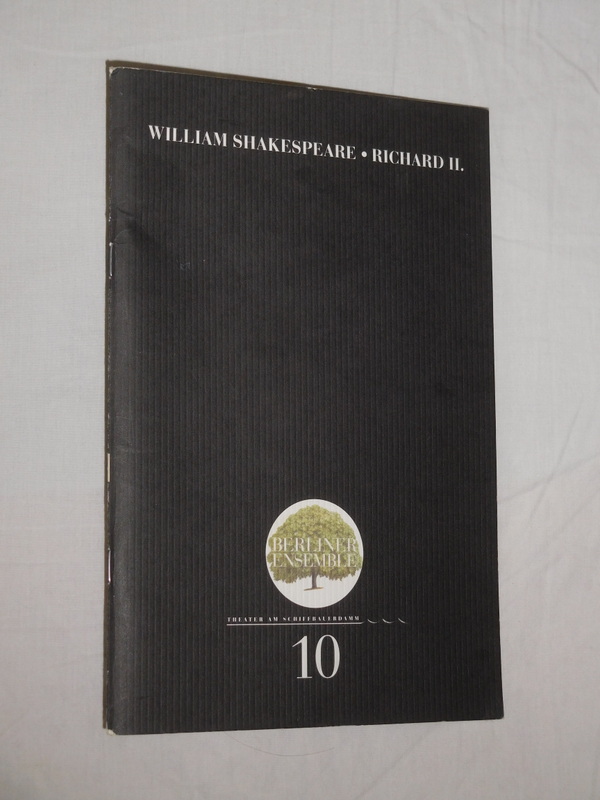 WILLIAM SHAKESPEARE • RICHARD II.
BERLINER
ENSEMBLE
THEATER AM SCHIFFBAUERDAMM
10